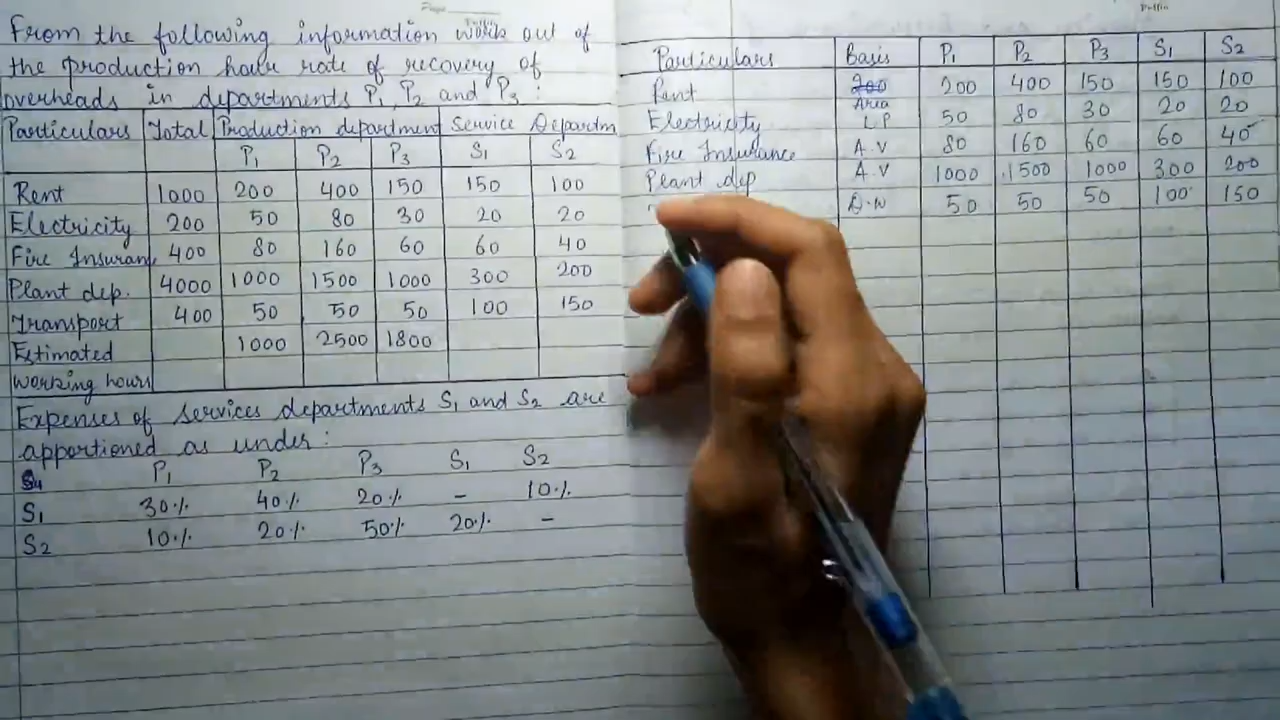 From the following information work out of
the production hour rate of recovery of
overheads in departments P1, P2 and P3:
Particulars Total Production department Service Departm
P1 P2 P3 S1 S2
Rent 1000 200 400 150 150 100
Electricity 200 50 80 30 20 20
Fire Insuran 400 80 160 60 60 40
Plant dep. 4000 1000 1500 1000 300 200
Transport 400 50 50 50 100 150
Estimated 1000 2500 1800
working hours
Expenses of services departments S1 and S2 are
apportioned as under:
P1 P2 P3 S1 S2
S1 30% 40% 20% - 10%
S2 10% 20% 50% 20% -
Particulars Basis P1 P2 P3 S1 S2
Rent 200 200 400 150 150 100
Area
Electricity LP 50 80 30 20 20
Fire Insurance A.V 80 160 60 60 40
Plant dep A.V 1000 1500 1000 300 200
D.N 50 50 50 100 150